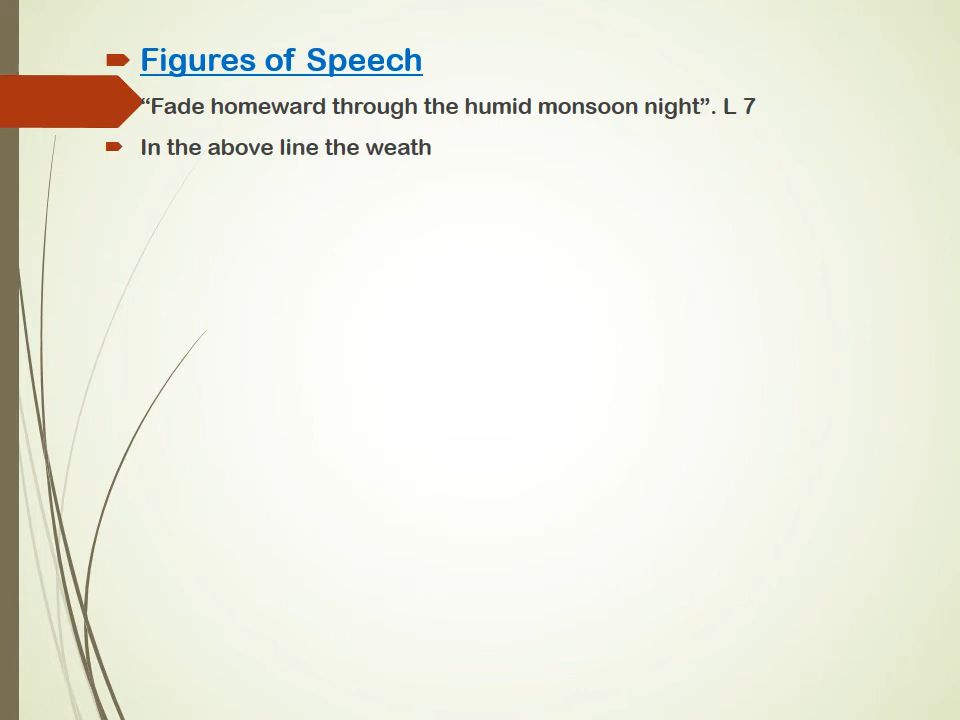 Figures of Speech
“Fade homeward through the humid monsoon night”. L 7
In the above line the weath